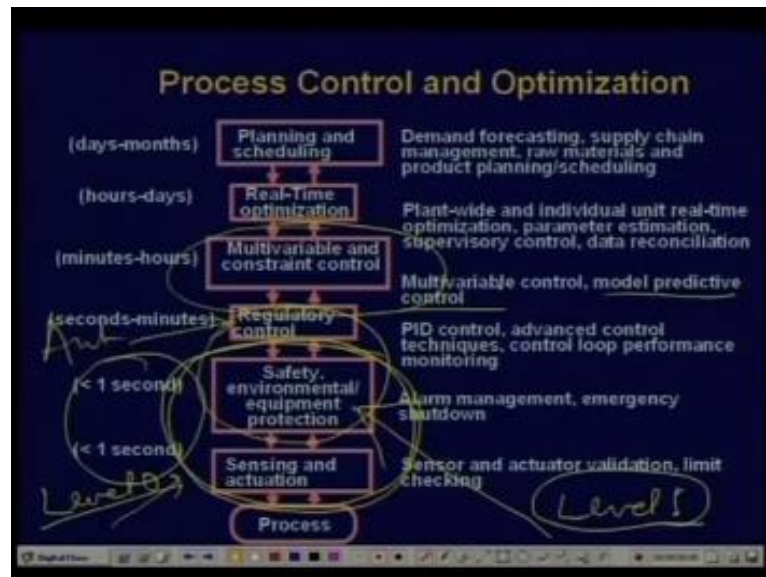 Process Control and Optimization
(days-months)
Planning and
scheduling
Demand forecasting, supply chain
management, raw materials and
product planning/scheduling
(hours-days)
Real-Time
optimization
Plant-wide and individual unit real-time
optimization, parameter estimation,
supervisory control, data reconciliation
(minutes-hours)
Multivariable and
constraint control
Multivariable control, model predictive
control
(seconds-minutes)
Regulatory
control
PID control, advanced control
techniques, control loop performance
monitoring
(< 1 second)
Safety,
environmental/
equipment
protection
Alarm management, emergency
shutdown
(< 1 second)
Sensing and
actuation
Sensor and actuator validation, limit
checking
Level 1
Process